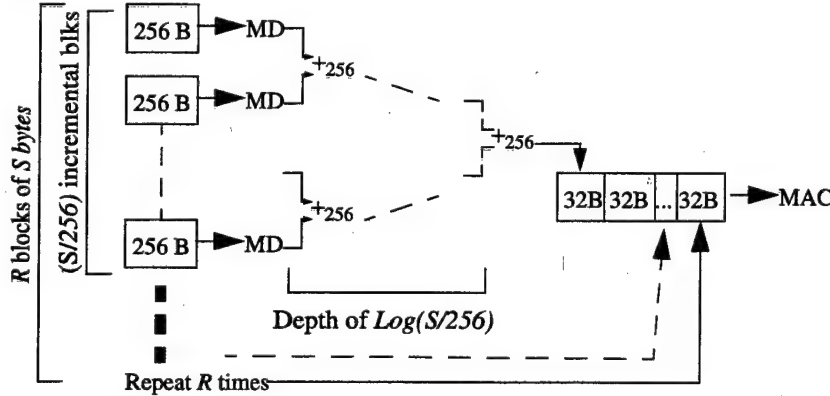 R blocks of S bytes
(S/256) incremental blks
256 B MD
+256
256 B MD
+256
+256
256 B MD
32B 32B ... 32B MAC
Depth of Log(S/256)
Repeat R times